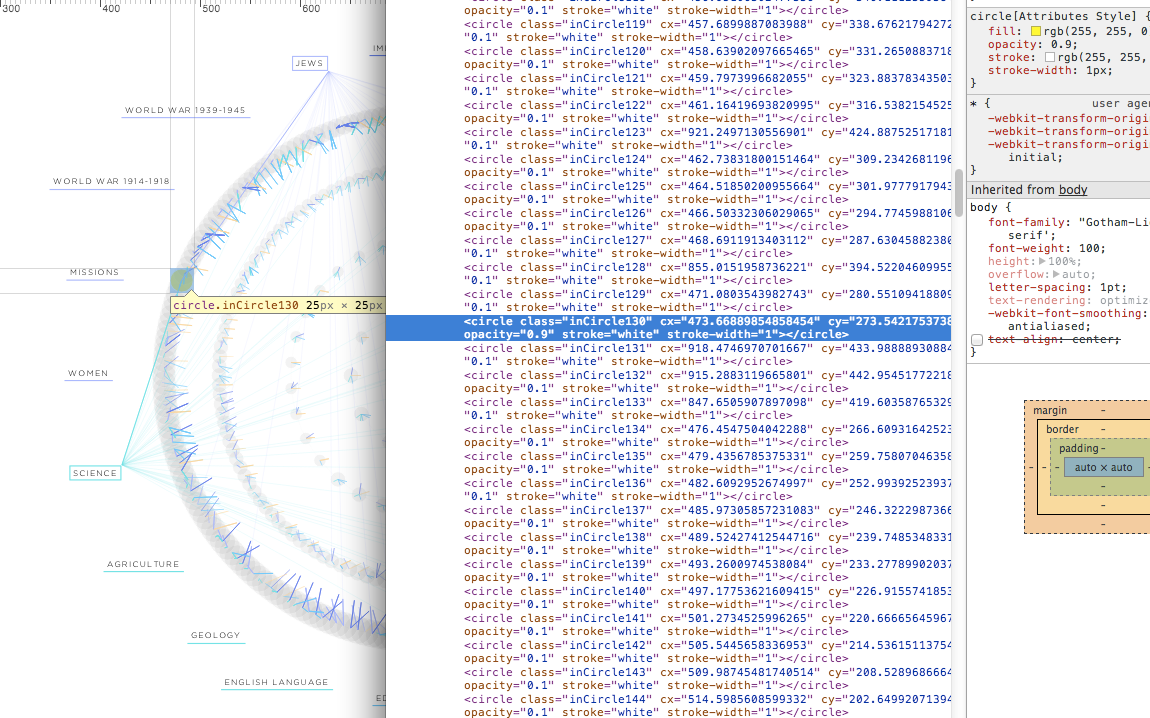 300
400
500
600
IM
JEWS
WORLD WAR 1939-1945
WORLD WAR 1914-1918
MISSIONS
circle.inCircle130 25px × 25px
WOMEN
SCIENCE
AGRICULTURE
GEOLOGY
ENGLISH LANGUAGE
ED
opacity="0.1" stroke="white" stroke-width="1"></circle>
<circle class="inCircle119" cx="457.6899887083988" cy="338.67621794272
"0.1" stroke="white" stroke-width="1"></circle>
<circle class="inCircle120" cx="458.63902097665465" cy="331.2650883718
opacity="0.1" stroke="white" stroke-width="1"></circle>
<circle class="inCircle121" cx="459.7973996682055" cy="323.88378343503
opacity="0.1" stroke="white" stroke-width="1"></circle>
<circle class="inCircle122" cx="461.16419693820995" cy="316.5382154525
opacity="0.1" stroke="white" stroke-width="1"></circle>
<circle class="inCircle123" cx="921.2497130556901" cy="424.88752517181
"0.1" stroke="white" stroke-width="1"></circle>
<circle class="inCircle124" cx="462.73831800151464" cy="309.2342681196
opacity="0.1" stroke="white" stroke-width="1"></circle>
<circle class="inCircle125" cx="464.51850200955664" cy="301.9777917943
opacity="0.1" stroke="white" stroke-width="1"></circle>
<circle class="inCircle126" cx="466.50332306029065" cy="294.7745988106
opacity="0.1" stroke="white" stroke-width="1"></circle>
<circle class="inCircle127" cx="468.6911913403112" cy="287.63045882380
"0.1" stroke="white" stroke-width="1"></circle>
<circle class="inCircle128" cx="855.0151958736221" cy="394.52204609955
"0.1" stroke="white" stroke-width="1"></circle>
<circle class="inCircle129" cx="471.0803543982743" cy="280.55109418809
"0.1" stroke="white" stroke-width="1"></circle>
<circle class="inCircle130" cx="473.66889854858454" cy="273.5421753738
opacity="0.9" stroke="white" stroke-width="1"></circle>
<circle class="inCircle131" cx="918.4746970701667" cy="433.98888930884
"0.1" stroke="white" stroke-width="1"></circle>
<circle class="inCircle132" cx="915.2883119665801" cy="442.95451772218
opacity="0.1" stroke="white" stroke-width="1"></circle>
<circle class="inCircle133" cx="847.6505907897098" cy="419.60358765329
opacity="0.1" stroke="white" stroke-width="1"></circle>
<circle class="inCircle134" cx="476.4547504042288" cy="266.60931642523
"0.1" stroke="white" stroke-width="1"></circle>
<circle class="inCircle135" cx="479.4356785375331" cy="259.75807046358
opacity="0.1" stroke="white" stroke-width="1"></circle>
<circle class="inCircle136" cx="482.6092952674997" cy="252.99392523937
opacity="0.1" stroke="white" stroke-width="1"></circle>
<circle class="inCircle137" cx="485.97305857231083" cy="246.3222987366
opacity="0.1" stroke="white" stroke-width="1"></circle>
<circle class="inCircle138" cx="489.52427412544716" cy="239.7485348331
opacity="0.1" stroke="white" stroke-width="1"></circle>
<circle class="inCircle139" cx="493.2600974538084" cy="233.27789902037
opacity="0.1" stroke="white" stroke-width="1"></circle>
<circle class="inCircle140" cx="497.17753621609415" cy="226.9155741853
opacity="0.1" stroke="white" stroke-width="1"></circle>
<circle class="inCircle141" cx="501.2734525996265" cy="220.66665645967
opacity="0.1" stroke="white" stroke-width="1"></circle>
<circle class="inCircle142" cx="505.5445658336953" cy="214.53615113754
opacity="0.1" stroke="white" stroke-width="1"></circle>
<circle class="inCircle143" cx="509.98745481740514" cy="208.5289686664
opacity="0.1" stroke="white" stroke-width="1"></circle>
<circle class="inCircle144" cx="514.5985608599332" cy="202.64992071394
"0.1" stroke="white" stroke-width="1"></circle>
circle[Attributes Style] {
fill: rgb(255, 255, 0
opacity: 0.9;
stroke: rgb(255, 255,
stroke-width: 1px;
}
* { user age
-webkit-transform-origi
-webkit-transform-origi
-webkit-transform-origi
initial;
}
Inherited from body
body {
font-family: "Gotham-Li
serif';
font-weight: 100;
height: 100%;
overflow: auto;
letter-spacing: 1pt;
text-rendering: optimiz
-webkit-font-smoothing:
antialiased;
text-align: center;
}
margin -
border -
padding -
- - - auto × auto -
-
-
-